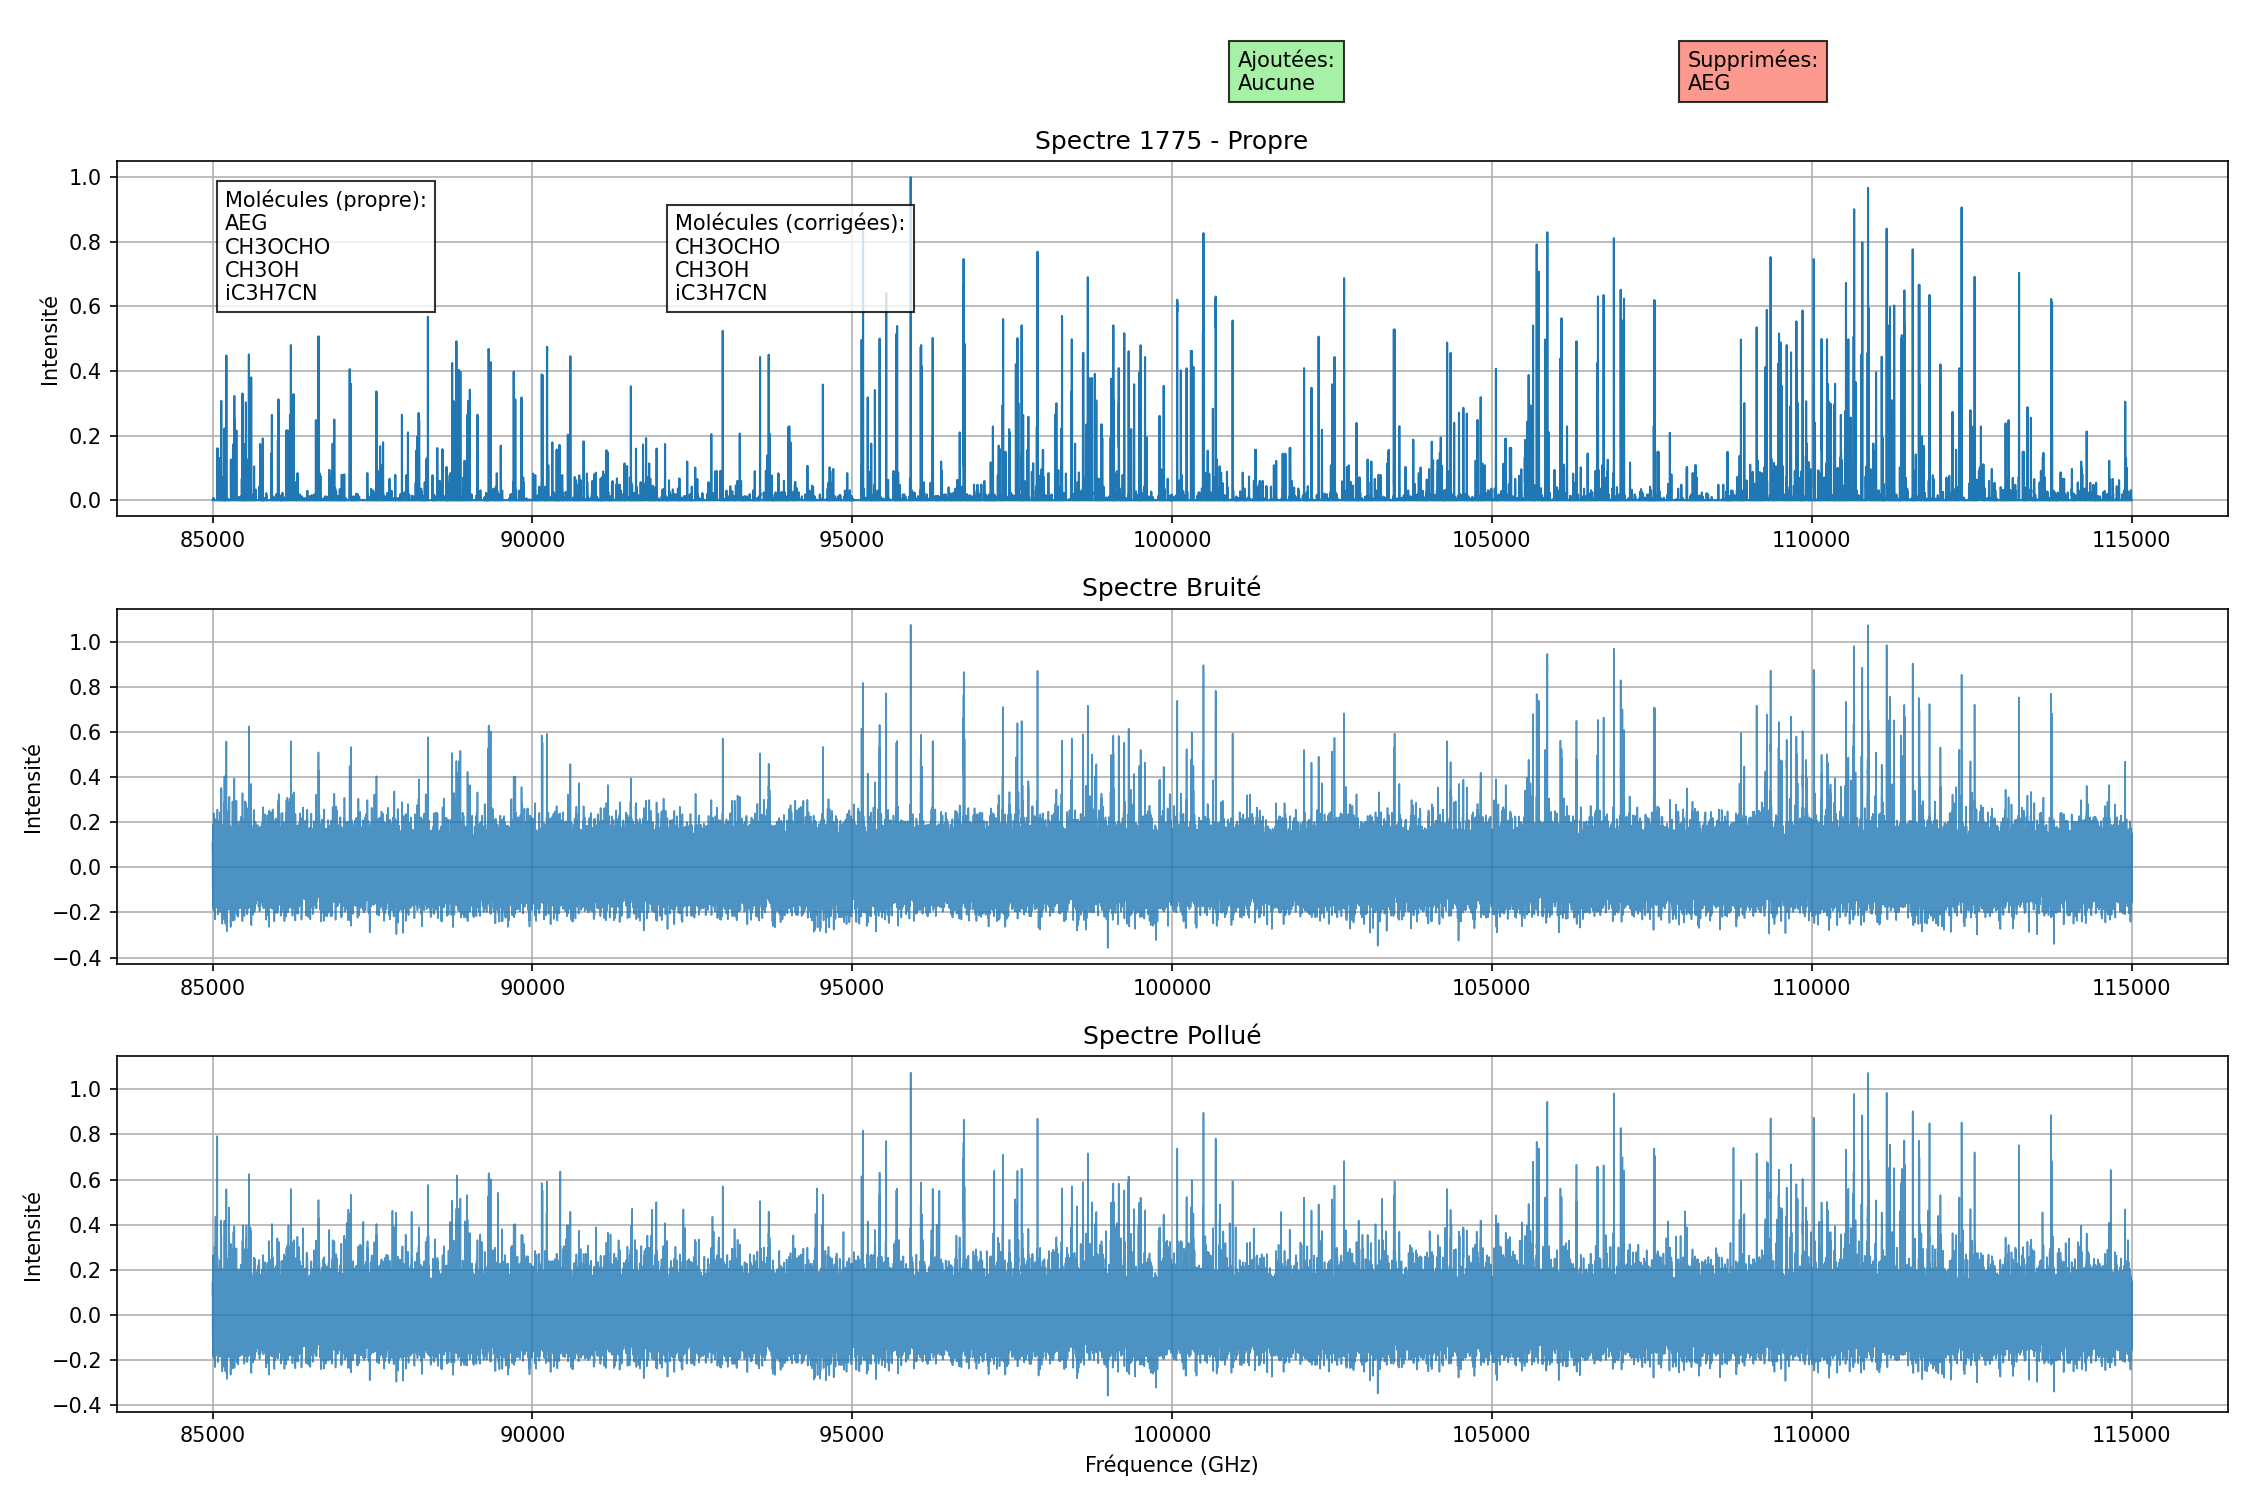 Ajoutées:
Aucune
Supprimées:
AEG
Spectre 1775 - Propre
Molécules (propre):
AEG
CH3OCHO
CH3OH
iC3H7CN
Molécules (corrigées):
CH3OCHO
CH3OH
iC3H7CN
Intensité
1.0
0.8
0.6
0.4
0.2
0.0
85000 90000 95000 100000 105000 110000 115000
Spectre Bruité
Intensité
1.0
0.8
0.6
0.4
0.2
0.0
−0.2
−0.4
85000 90000 95000 100000 105000 110000 115000
Spectre Pollué
Intensité
1.0
0.8
0.6
0.4
0.2
0.0
−0.2
−0.4
85000 90000 95000 100000 105000 110000 115000
Fréquence (GHz)